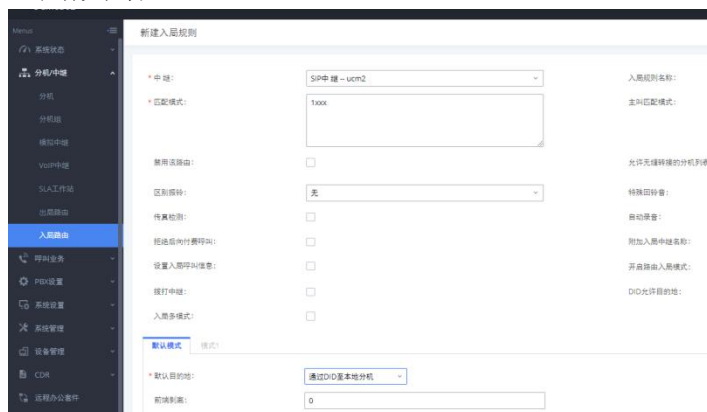 Menus
新建入局规则
系统状态
分机/中继
* 中继: SIP中继 -- ucm2 入局规则名称:
分机
* 匹配模式: 1xxx 主叫匹配模式:
分机组
模拟中继
VoIP中继
禁用该路由: 允许无缝转接的分机列表
SLA工作站
区别振铃: 无 特殊回铃音:
出局路由
传真检测: 自动录音:
入局路由
拒绝后向付费呼叫: 附加入局中继名称:
呼叫业务
设置入局呼叫信息: 开启路由入局模式:
PBX设置
拨打中继: DID允许目的地:
系统设置
入局多模式:
系统管理
默认模式 模式1
设备管理
* 默认目的地: 通过DID至本地分机
CDR
前端剥离: 0
远程办公套件